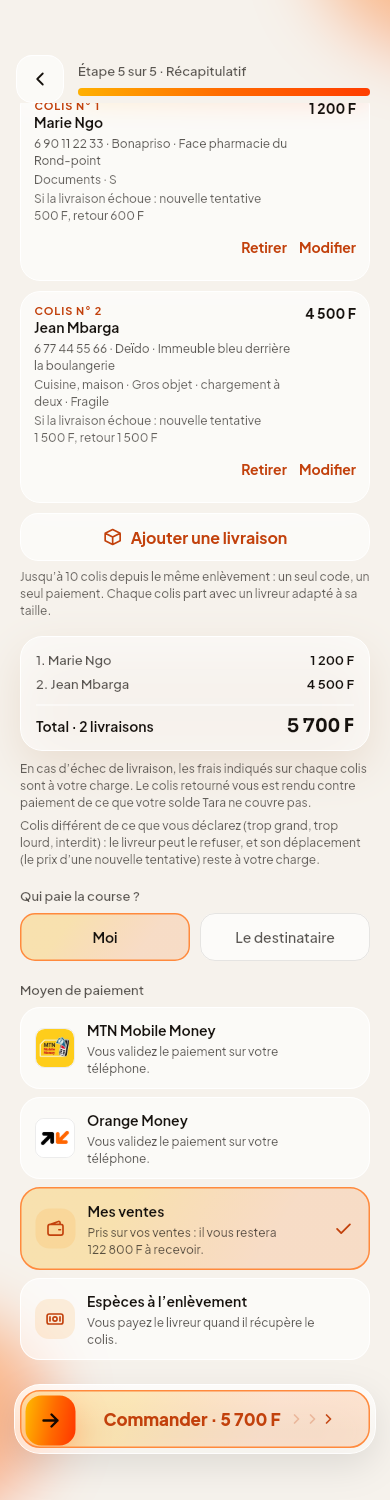 Étape 5 sur 5 · Récapitulatif
COLIS N° 1
1 200 F
Marie Ngo
6 90 11 22 33 · Bonapriso · Face pharmacie du
Rond-point
Documents · S
Si la livraison échoue : nouvelle tentative
500 F, retour 600 F
Retirer Modifier
COLIS N° 2
4 500 F
Jean Mbarga
6 77 44 55 66 · Deïdo · Immeuble bleu derrière
la boulangerie
Cuisine, maison · Gros objet · chargement à
deux · Fragile
Si la livraison échoue : nouvelle tentative
1 500 F, retour 1 500 F
Retirer Modifier
Ajouter une livraison
Jusqu'à 10 colis depuis le même enlèvement : un seul code, un
seul paiement. Chaque colis part avec un livreur adapté à sa
taille.
1. Marie Ngo 1 200 F
2. Jean Mbarga 4 500 F
Total · 2 livraisons 5 700 F
En cas d'échec de livraison, les frais indiqués sur chaque colis
sont à votre charge. Le colis retourné vous est rendu contre
paiement de ce que votre solde Tara ne couvre pas.
Colis différent de ce que vous déclarez (trop grand, trop
lourd, interdit) : le livreur peut le refuser, et son déplacement
(le prix d'une nouvelle tentative) reste à votre charge.
Qui paie la course ?
Moi Le destinataire
Moyen de paiement
MTN Mobile Money
Vous validez le paiement sur votre
téléphone.
Orange Money
Vous validez le paiement sur votre
téléphone.
Mes ventes
Pris sur vos ventes : il vous restera
122 800 F à recevoir.
Espèces à l'enlèvement
Vous payez le livreur quand il récupère le
colis.
Commander · 5 700 F